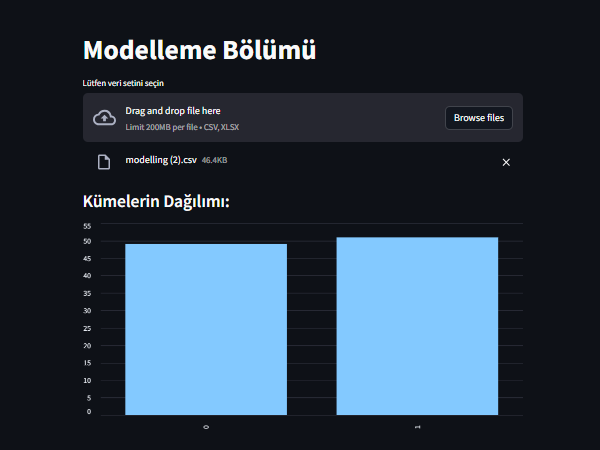 Modelleme Bölümü
Lütfen veri setini seçin
Drag and drop file here
Limit 200MB per file • CSV, XLSX
Browse files
modelling (2).csv 46.4KB
Kümelerin Dağılımı:
55
50
45
40
35
30
25
20
15
10
5
0
0
1